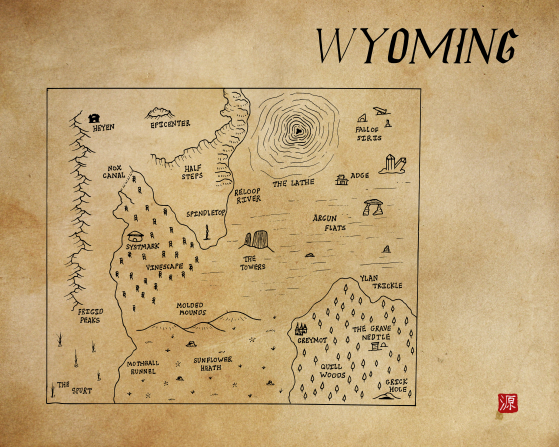 WYOMING
HEYEN
EPICENTER
FALLOS
SIRIS
NOX
CANAL
HALF
STEPS
THE LATHE
ADGE
RELOOP
RIVER
SPINDLETOP
ARGUN
FLATS
SYSTMARK
VINESCAPE
THE
TOWERS
YLAN
TRICKLE
FRIGID
PEAKS
MOLDED
MOUNDS
GREYMOT
THE GRAVE
NEDTLE
MOTHBALL
RUNNEL
SUNFLOWER
HEATH
QUILL
WOODS
GRICK
HOLE
THE SPURT
源